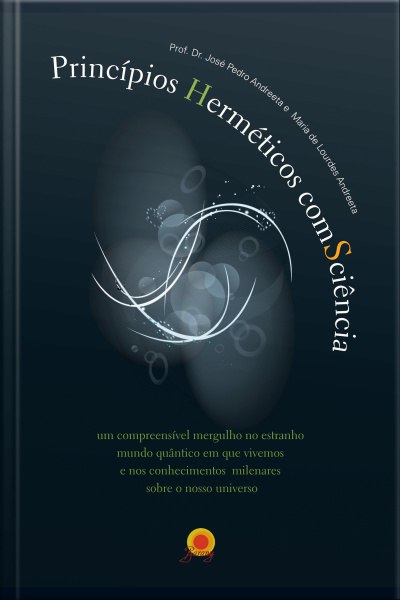 Prof. Dr. José Pedro Andreeta e Maria de Lourdes Andreeta
Princípios Herméticos comSciência
um compreensível mergulho no estranho
mundo quântico em que vivemos
e nos conhecimentos milenares
sobre o nosso universo